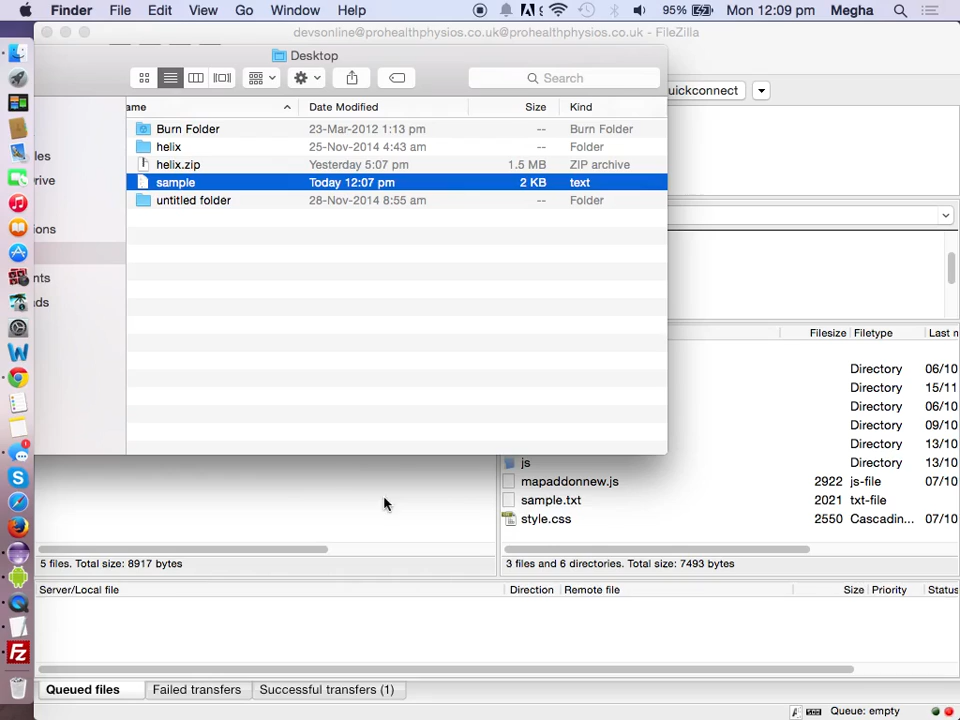 Finder File Edit View Go Window Help 95% Mon 12:09 pm Megha
devsonline@prohealthphysios.co.uk@prohealthphysios.co.uk - FileZilla
Desktop
Search
uickconnect
ame Date Modified Size Kind
Burn Folder 23-Mar-2012 1:13 pm -- Burn Folder
helix 25-Nov-2014 4:43 am -- Folder
helix.zip Yesterday 5:07 pm 1.5 MB ZIP archive
sample Today 12:07 pm 2 KB text
untitled folder 28-Nov-2014 8:55 am -- Folder
les
rive
ions
nts
ds
Filesize Filetype Last n
Directory 06/10
Directory 15/11
Directory 06/10
Directory 09/10
Directory 13/10
js Directory 13/10
mapaddonnew.js 2922 js-file 07/10
sample.txt 2021 txt-file
style.css 2550 Cascadin... 07/10
5 files. Total size: 8917 bytes
3 files and 6 directories. Total size: 7493 bytes
Server/Local file Direction Remote file Size Priority Status
Queued files Failed transfers Successful transfers (1)
Queue: empty